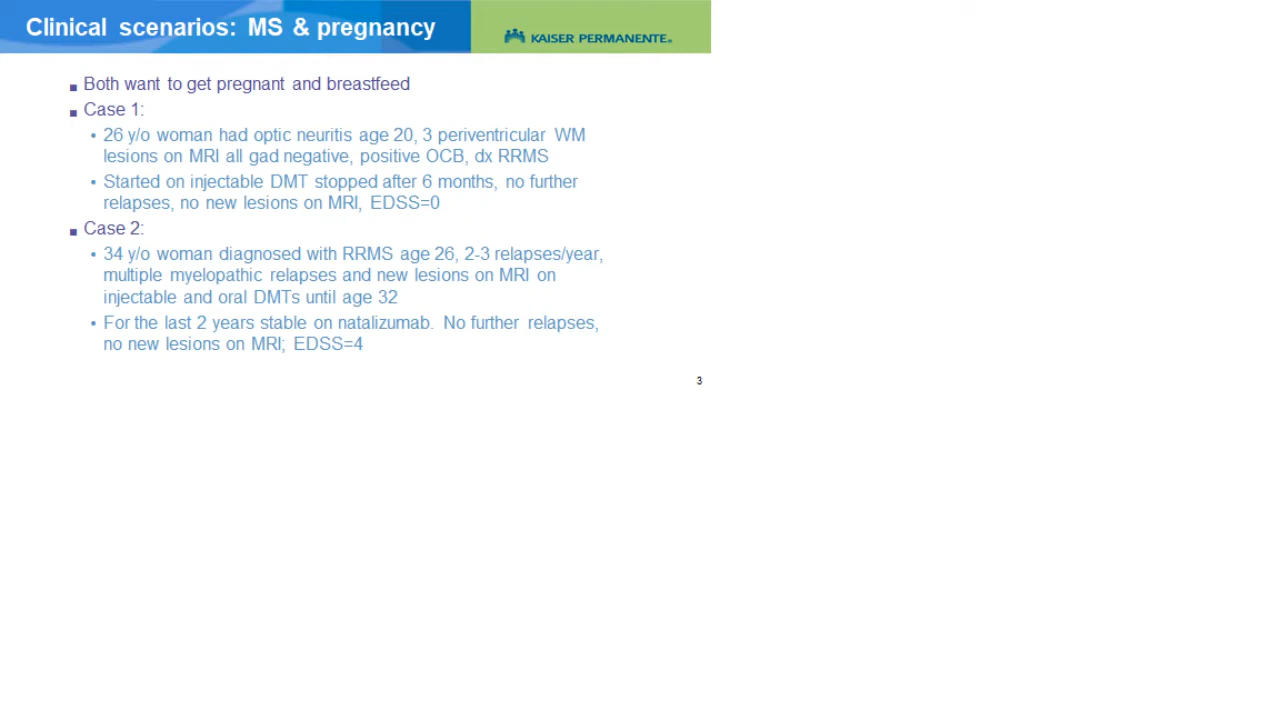 Clinical scenarios: MS & pregnancy
KAISER PERMANENTE®
Both want to get pregnant and breastfeed
Case 1:
• 26 y/o woman had optic neuritis age 20, 3 periventricular WM
lesions on MRI all gad negative, positive OCB, dx RRMS
• Started on injectable DMT stopped after 6 months, no further
relapses, no new lesions on MRI, EDSS=0
Case 2:
• 34 y/o woman diagnosed with RRMS age 26, 2-3 relapses/year,
multiple myelopathic relapses and new lesions on MRI on
injectable and oral DMTs until age 32
• For the last 2 years stable on natalizumab. No further relapses,
no new lesions on MRI; EDSS=4
3